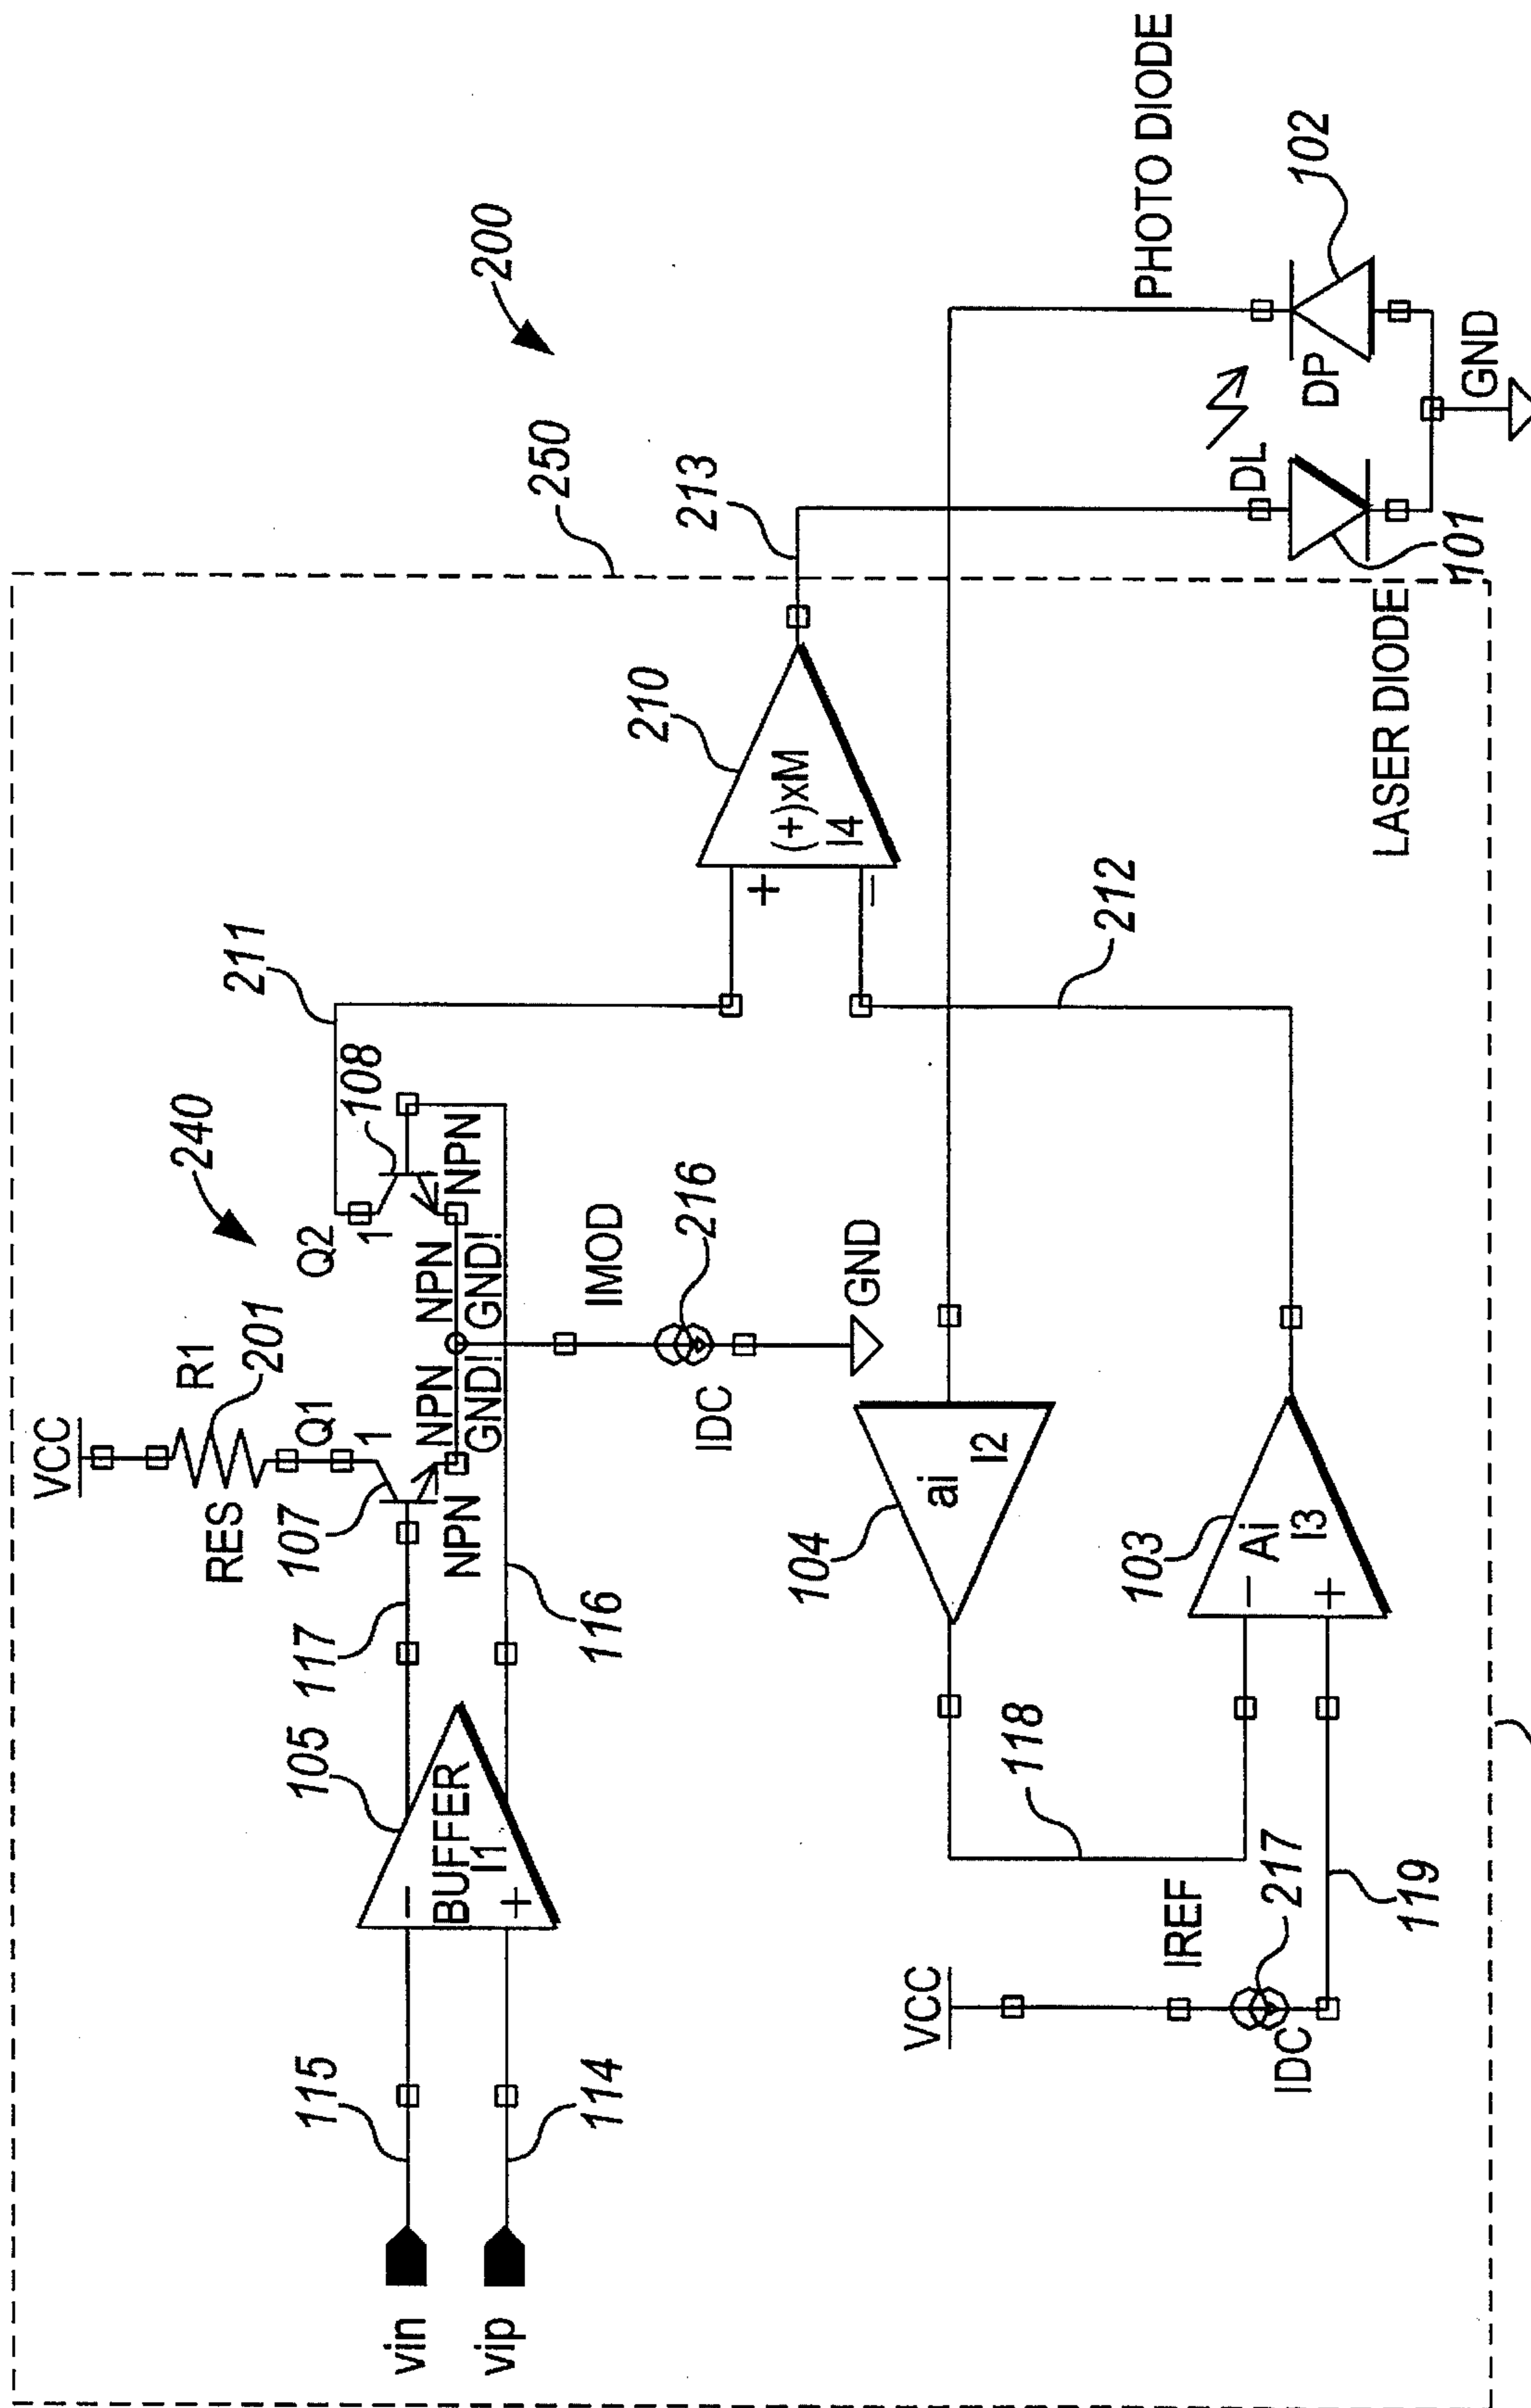 200
250
240
VCC
R1
RES
201
Q1
1
107
NPN
Q2
1
108
NPN
NPN
NPN
GND!
GND!
211
105
BUFFER
I1
-
+
117
116
vin
115
vip
114
IMOD
216
IDC
GND
210
(+)xM
I4
+
-
213
212
104
ai
I2
103
Ai
I3
-
+
118
119
VCC
IREF
217
IDC
LASER DIODE
DL
101
PHOTO DIODE
DP
102
GND